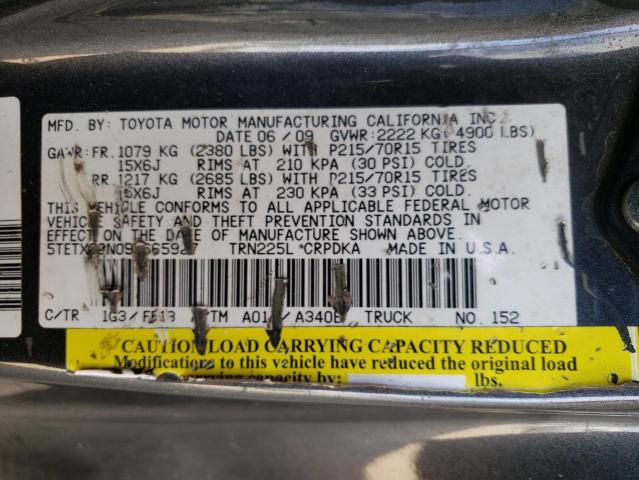 MFD. BY: TOYOTA MOTOR MANUFACTURING CALIFORNIA INC.
DATE 06 / 09 GVWR: 2222 KG ( 4900 LBS)
GAWR: FR. 1079 KG (2380 LBS) WITH P215/70R15 TIRES
15X6J RIMS AT 210 KPA (30 PSI) COLD.
RR 1217 KG (2685 LBS) WITH P215/70R15 TIRES
15X6J RIMS AT 230 KPA (33 PSI) COLD.
THIS VEHICLE CONFORMS TO ALL APPLICABLE FEDERAL MOTOR
VEHICLE SAFETY AND THEFT PREVENTION STANDARDS IN
EFFECT ON THE DATE OF MANUFACTURE SHOWN ABOVE.
TRN225L CRPDKA MADE IN U.S.A.
C/TR 1G3/ A340E TRUCK NO. 152
CAUTION LOAD CARRYING CAPACITY REDUCED
Modifications to this vehicle have reduced the original load
carrying capacity by: lbs.